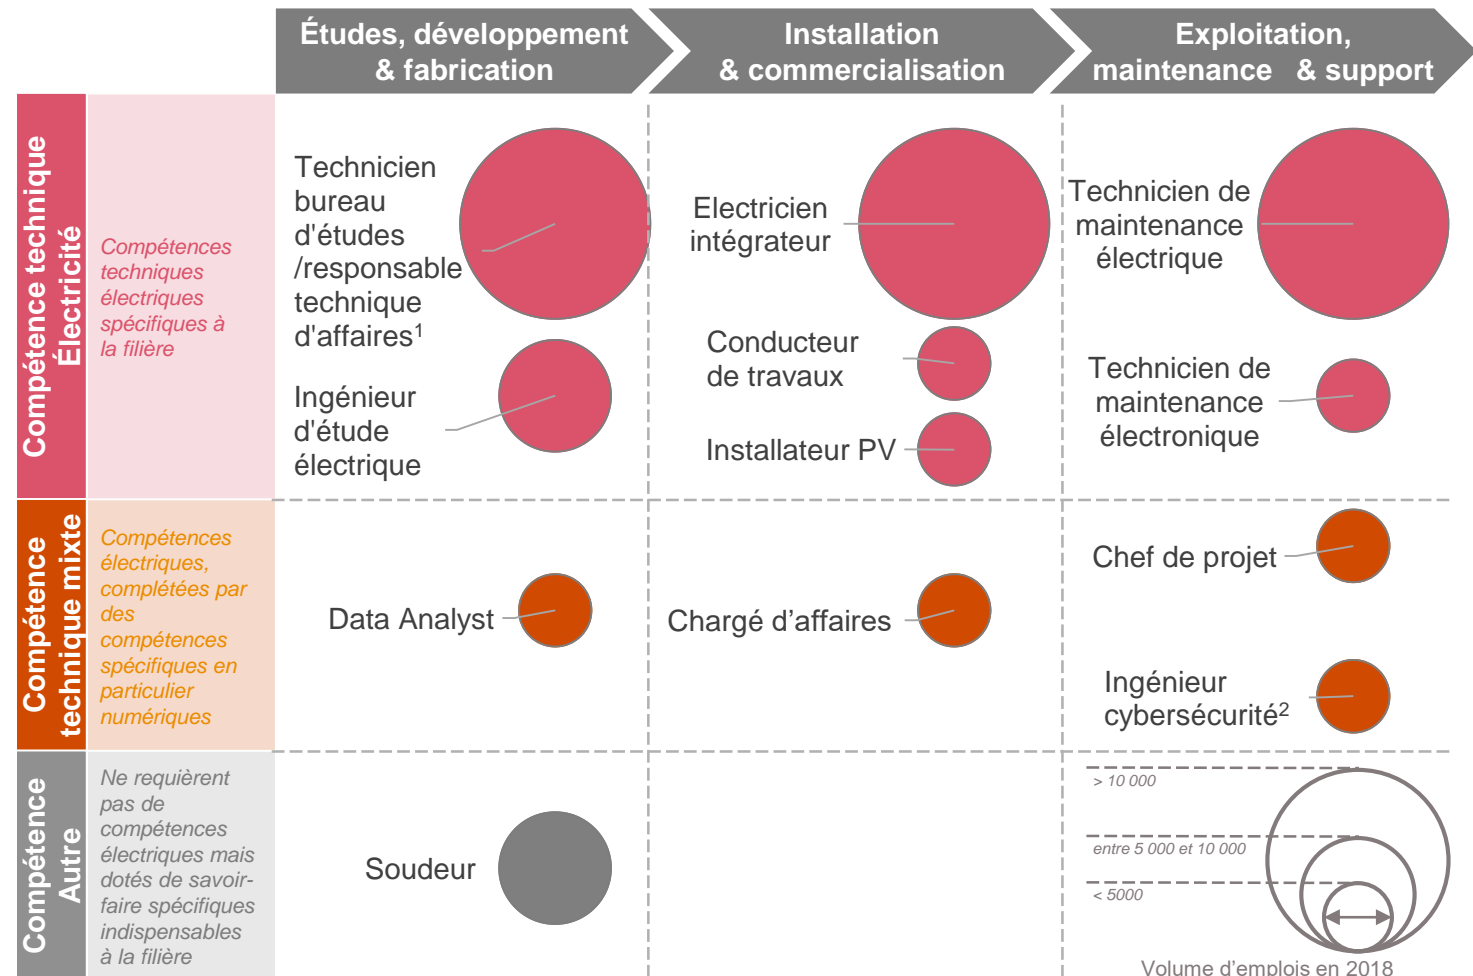 Études, développement
& fabrication
Installation
& commercialisation
Exploitation,
maintenance & support
Compétence technique
Électricité
Compétences
techniques
électriques
spécifiques à
la filière
Technicien
bureau
d'études
/responsable
technique
d'affaires¹
Ingénieur
d'étude
électrique
Electricien
intégrateur
Conducteur
de travaux
Installateur PV
Technicien de
maintenance
électrique
Technicien de
maintenance
électronique
Compétence
technique mixte
Compétences
électriques,
complétées par
des
compétences
spécifiques en
particulier
numériques
Data Analyst
Chargé d’affaires
Chef de projet
Ingénieur
cybersécurité²
Compétence
Autre
Ne requièrent
pas de
compétences
électriques mais
dotés de savoir-
faire spécifiques
indispensables
à la filière
Soudeur
> 10 000
entre 5 000 et 10 000
< 5000
Volume d’emplois en 2018